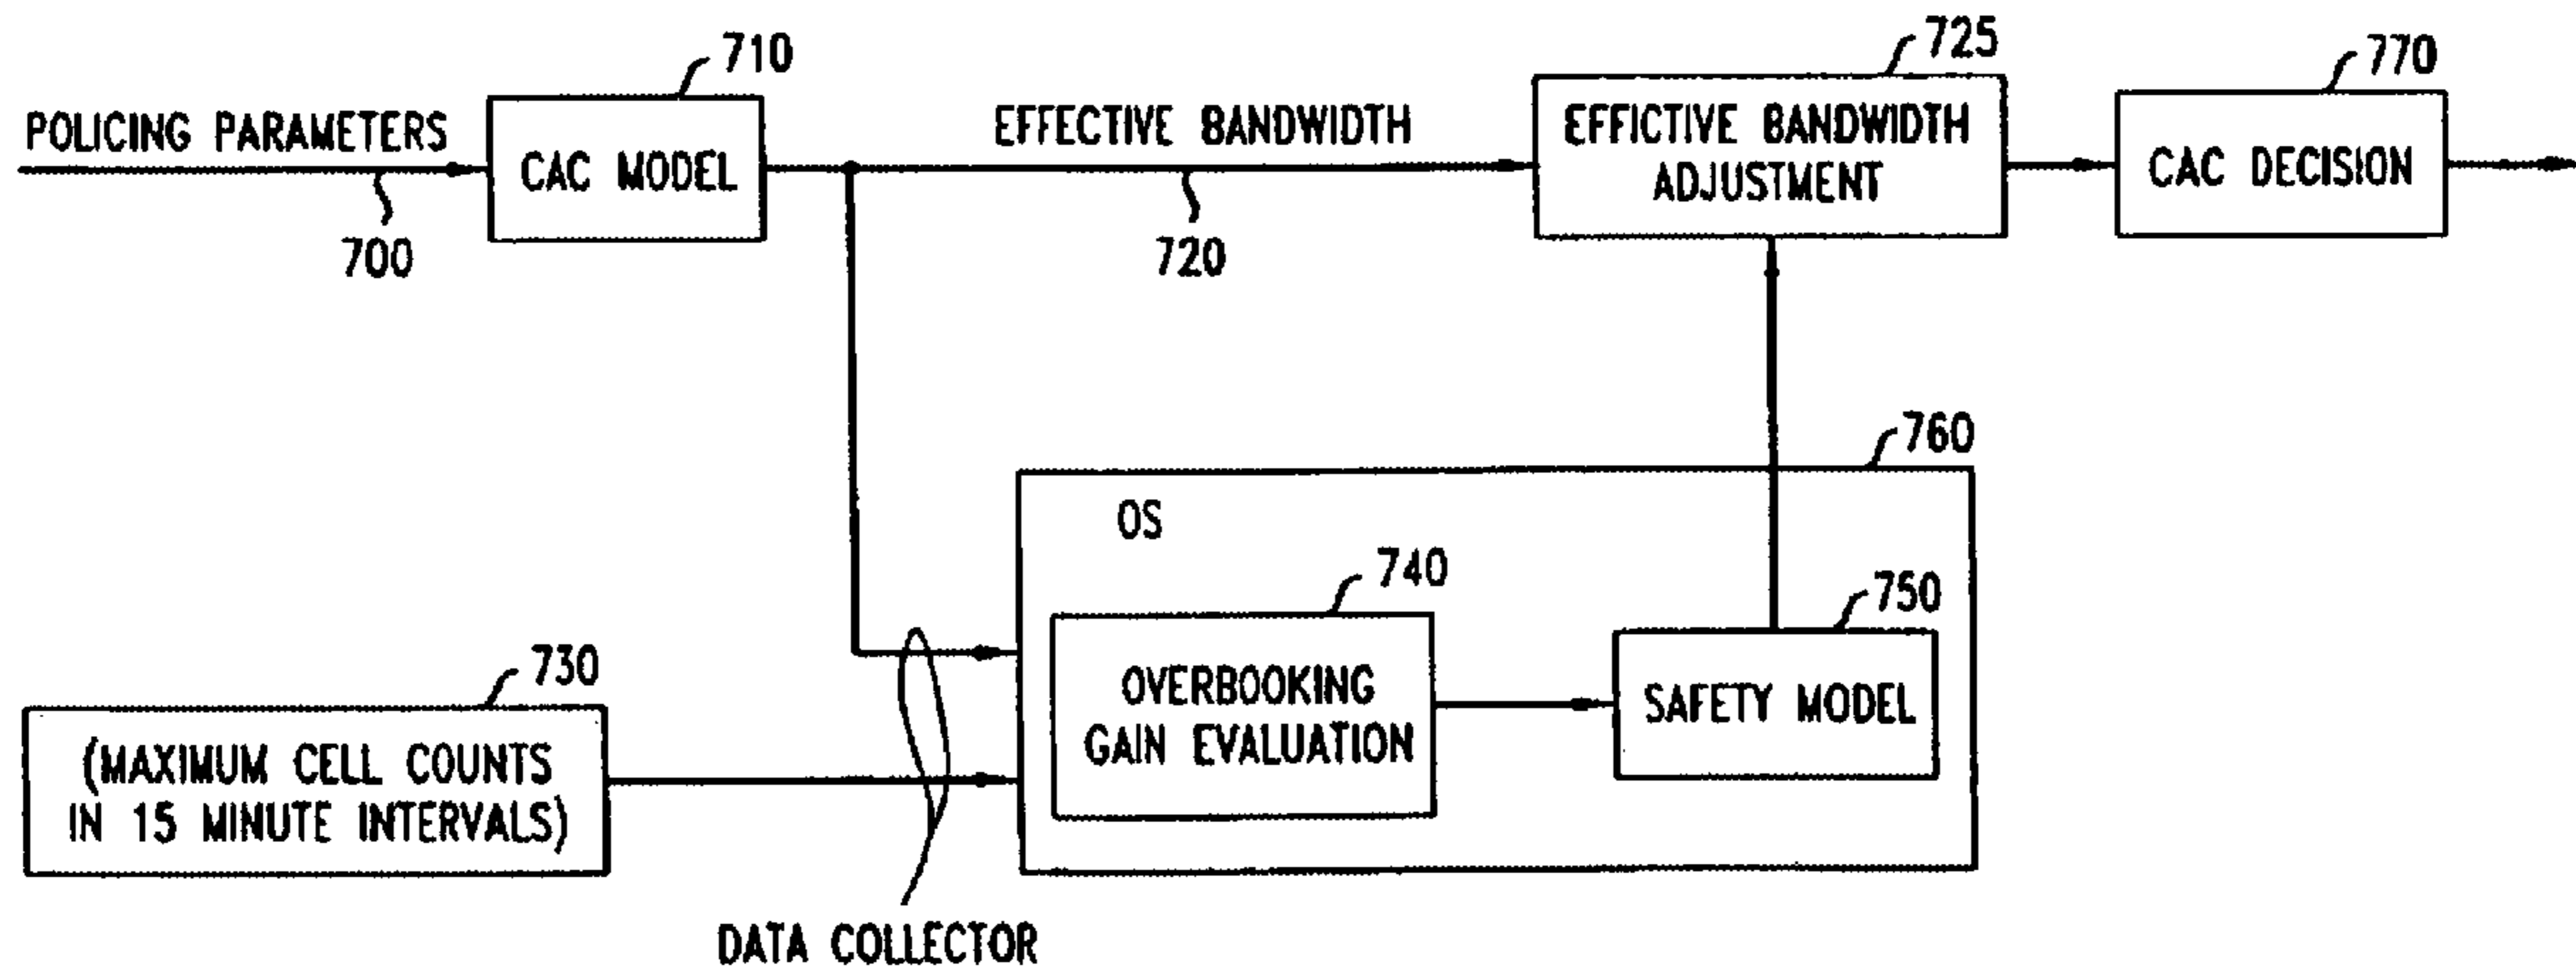 710
725
770
POLICING PARAMETERS
CAC MODEL
EFFECTIVE BANDWIDTH
EFFICTIVE BANDWIDTH
ADJUSTMENT
CAC DECISION
700
720
760
OS
740
750
730
OVERBOOKING
GAIN EVALUATION
SAFETY MODEL
(MAXIMUM CELL COUNTS
IN 15 MINUTE INTERVALS)
DATA COLLECTOR